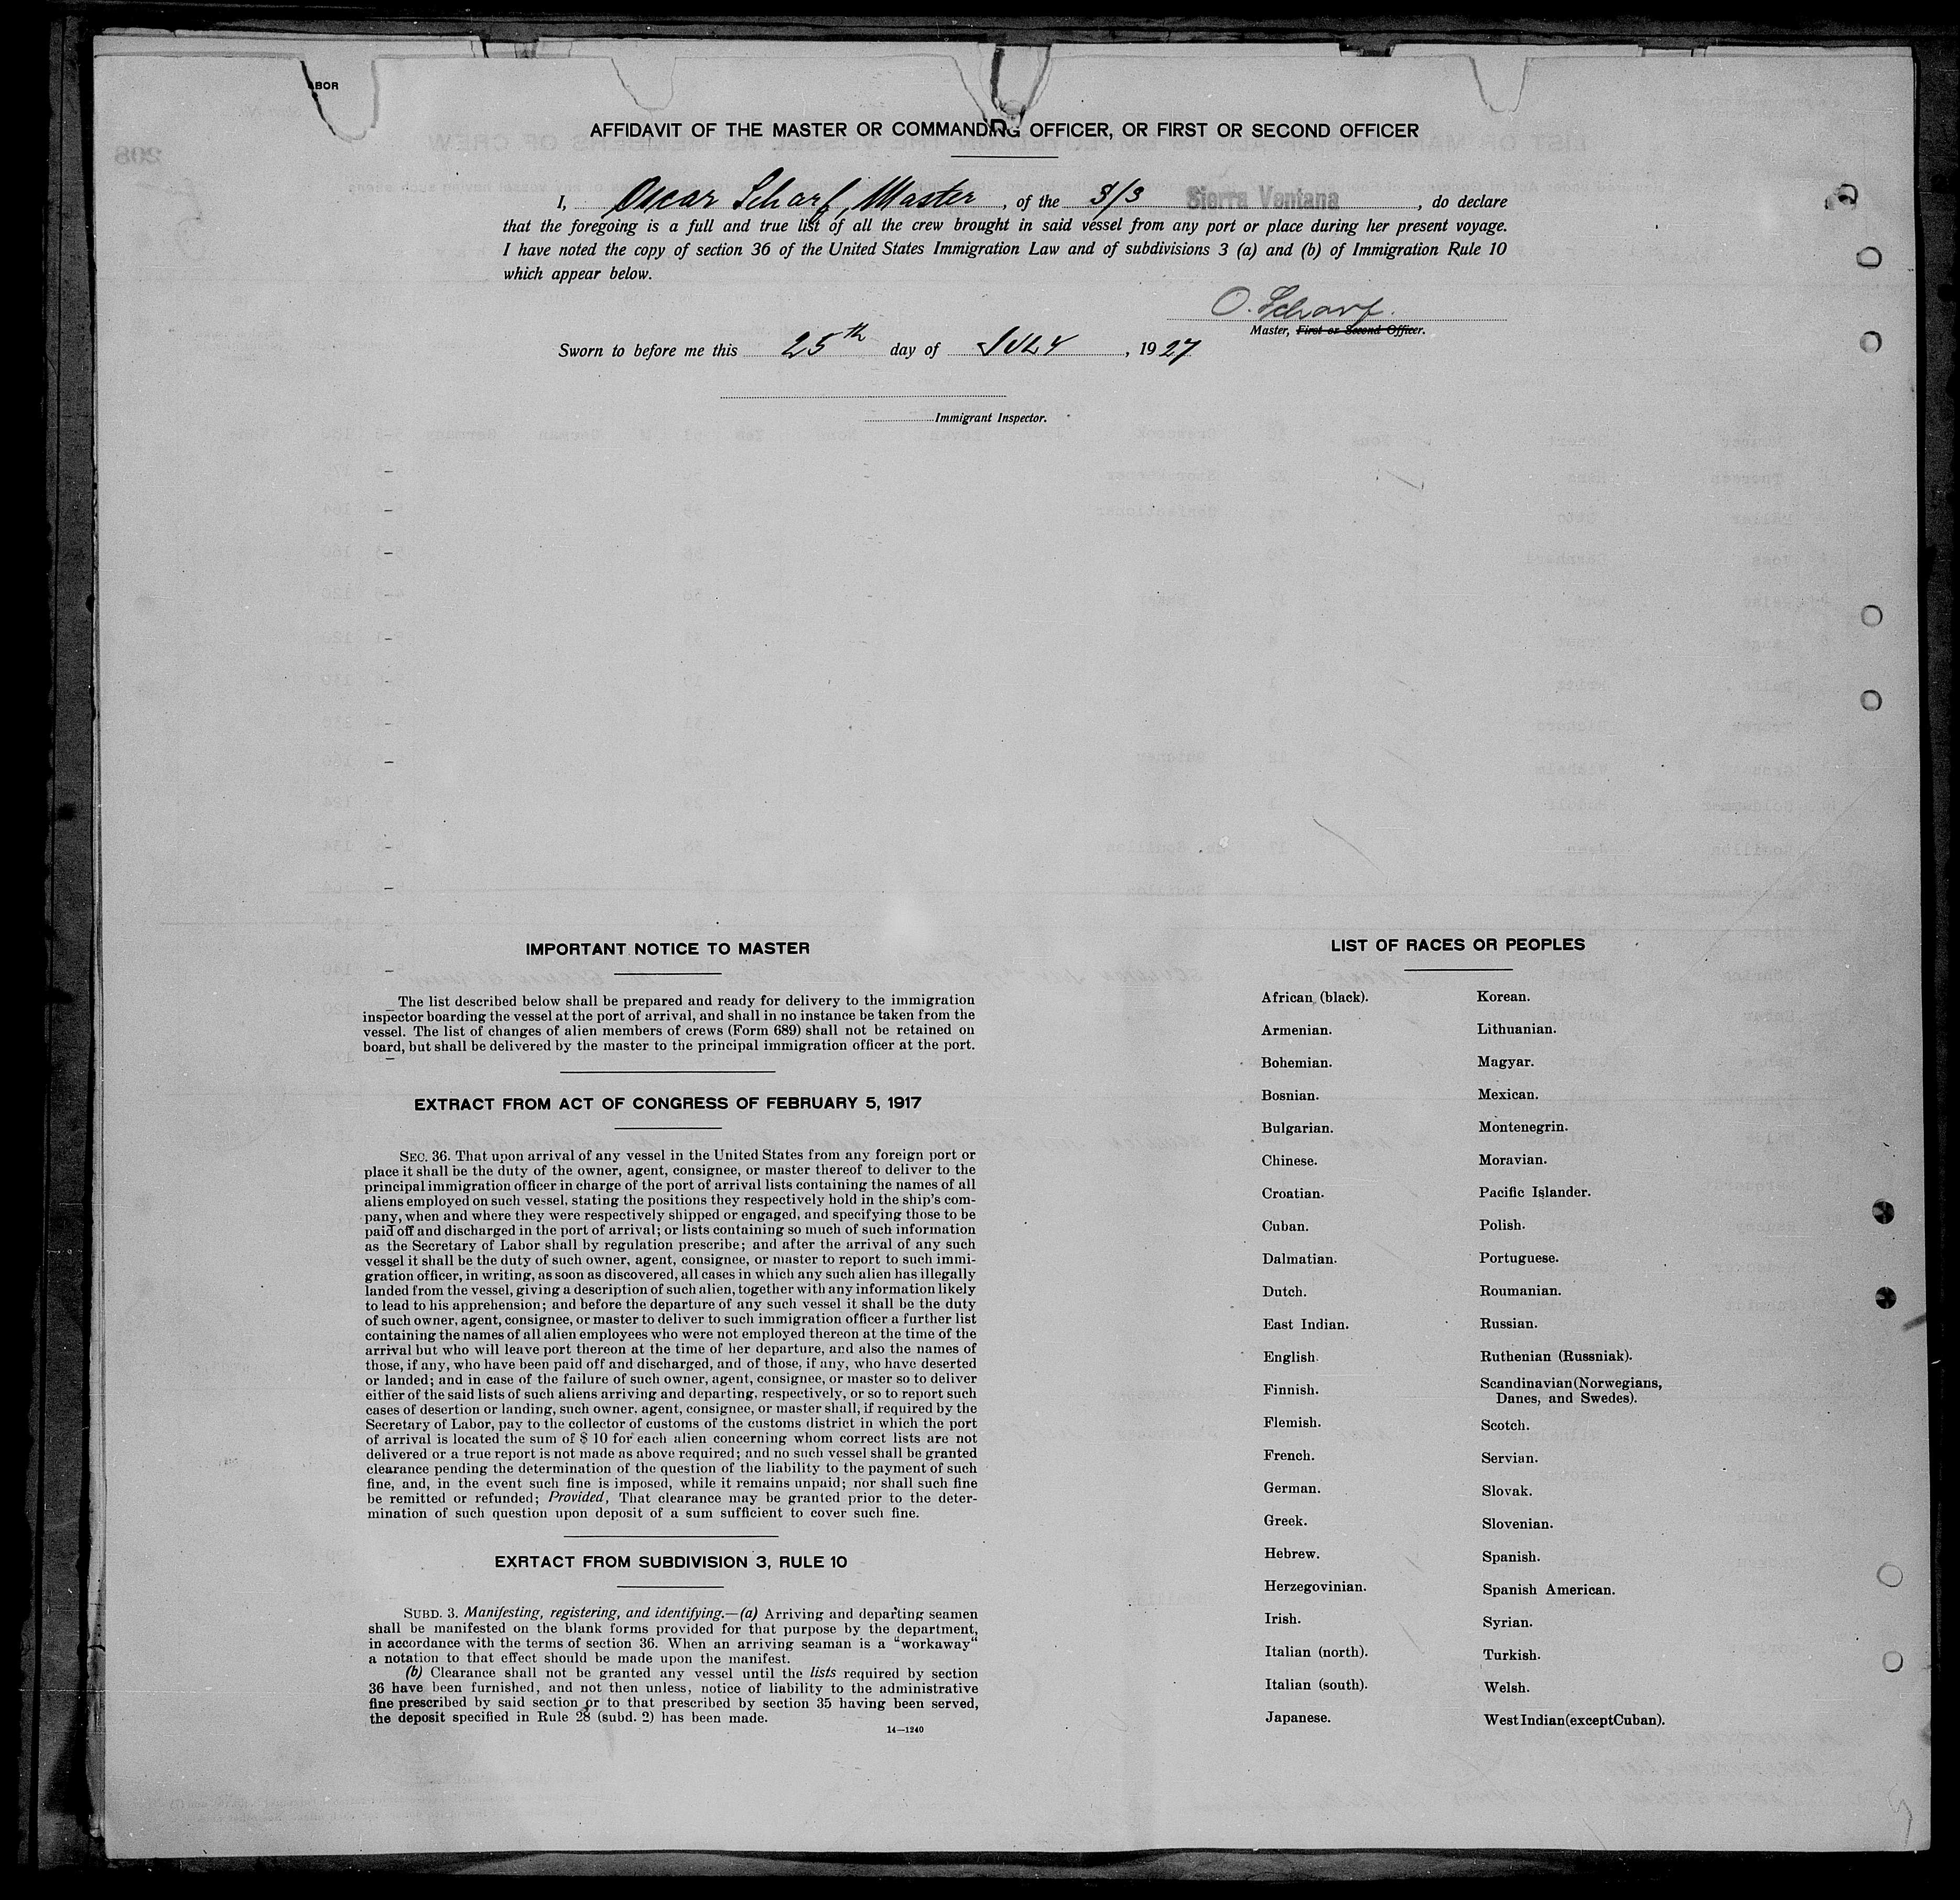 BOR
AFFIDAVIT OF THE MASTER OR COMMANDING OFFICER, OR FIRST OR SECOND OFFICER
I, Oscar Scharf, Master, of the S/S Sierra Ventana, do declare
that the foregoing is a full and true list of all the crew brought in said vessel from any port or place during her present voyage.
I have noted the copy of section 36 of the United States Immigration Law and of subdivisions 3 (a) and (b) of Immigration Rule 10
which appear below.
O. Scharf.
Master, First or Second Officer.
Sworn to before me this 25th day of JULY, 1927
Immigrant Inspector.
IMPORTANT NOTICE TO MASTER
The list described below shall be prepared and ready for delivery to the immigration
inspector boarding the vessel at the port of arrival, and shall in no instance be taken from the
vessel. The list of changes of alien members of crews (Form 689) shall not be retained on
board, but shall be delivered by the master to the principal immigration officer at the port.
EXTRACT FROM ACT OF CONGRESS OF FEBRUARY 5, 1917
SEC. 36. That upon arrival of any vessel in the United States from any foreign port or
place it shall be the duty of the owner, agent, consignee, or master thereof to deliver to the
principal immigration officer in charge of the port of arrival lists containing the names of all
aliens employed on such vessel, stating the positions they respectively hold in the ship's com-
pany, when and where they were respectively shipped or engaged, and specifying those to be
paid off and discharged in the port of arrival; or lists containing so much of such information
as the Secretary of Labor shall by regulation prescribe; and after the arrival of any such
vessel it shall be the duty of such owner, agent, consignee, or master to report to such immi-
gration officer, in writing, as soon as discovered, all cases in which any such alien has illegally
landed from the vessel, giving a description of such alien, together with any information likely
to lead to his apprehension; and before the departure of any such vessel it shall be the duty
of such owner, agent, consignee, or master to deliver to such immigration officer a further list
containing the names of all alien employees who were not employed thereon at the time of the
arrival but who will leave port thereon at the time of her departure, and also the names of
those, if any, who have been paid off and discharged, and of those, if any, who have deserted
or landed; and in case of the failure of such owner, agent, consignee, or master so to deliver
either of the said lists of such aliens arriving and departing, respectively, or so to report such
cases of desertion or landing, such owner, agent, consignee, or master shall, if required by the
Secretary of Labor, pay to the collector of customs of the customs district in which the port
of arrival is located the sum of $ 10 for each alien concerning whom correct lists are not
delivered or a true report is not made as above required; and no such vessel shall be granted
clearance pending the determination of the question of the liability to the payment of such
fine, and, in the event such fine is imposed, while it remains unpaid; nor shall such fine
be remitted or refunded; Provided, That clearance may be granted prior to the deter-
mination of such question upon deposit of a sum sufficient to cover such fine.
EXRTACT FROM SUBDIVISION 3, RULE 10
SUBD. 3. Manifesting, registering, and identifying.—(a) Arriving and departing seamen
shall be manifested on the blank forms provided for that purpose by the department,
in accordance with the terms of section 36. When an arriving seaman is a "workaway"
a notation to that effect should be made upon the manifest.
(b) Clearance shall not be granted any vessel until the lists required by section
36 have been furnished, and not then unless, notice of liability to the administrative
fine prescribed by said section or to that prescribed by section 35 having been served,
the deposit specified in Rule 28 (subd. 2) has been made.
14—1240
LIST OF RACES OR PEOPLES
African (black).
Armenian.
Bohemian.
Bosnian.
Bulgarian.
Chinese.
Croatian.
Cuban.
Dalmatian.
Dutch.
East Indian.
English.
Finnish.
Flemish.
French.
German.
Greek.
Hebrew.
Herzegovinian.
Irish.
Italian (north).
Italian (south).
Japanese.
Korean.
Lithuanian.
Magyar.
Mexican.
Montenegrin.
Moravian.
Pacific Islander.
Polish.
Portuguese.
Roumanian.
Russian.
Ruthenian (Russniak).
Scandinavian (Norwegians,
Danes, and Swedes).
Scotch.
Servian.
Slovak.
Slovenian.
Spanish.
Spanish American.
Syrian.
Turkish.
Welsh.
West Indian (except Cuban).